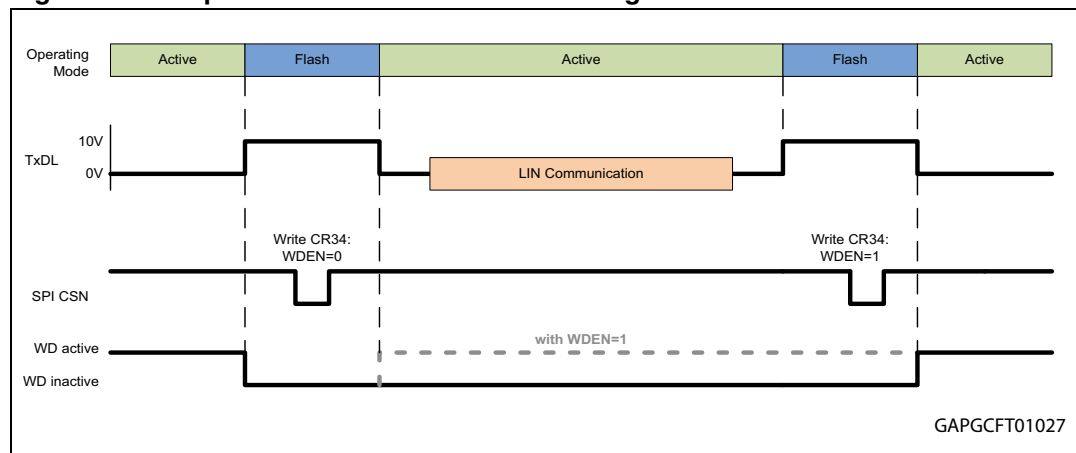 Operating
Mode
Active
Flash
Active
Flash
Active
10V
TxDL
0V
LIN Communication
Write CR34:
WDEN=0
Write CR34:
WDEN=1
SPI CSN
with WDEN=1
WD active
WD inactive
GAPGCFT01027